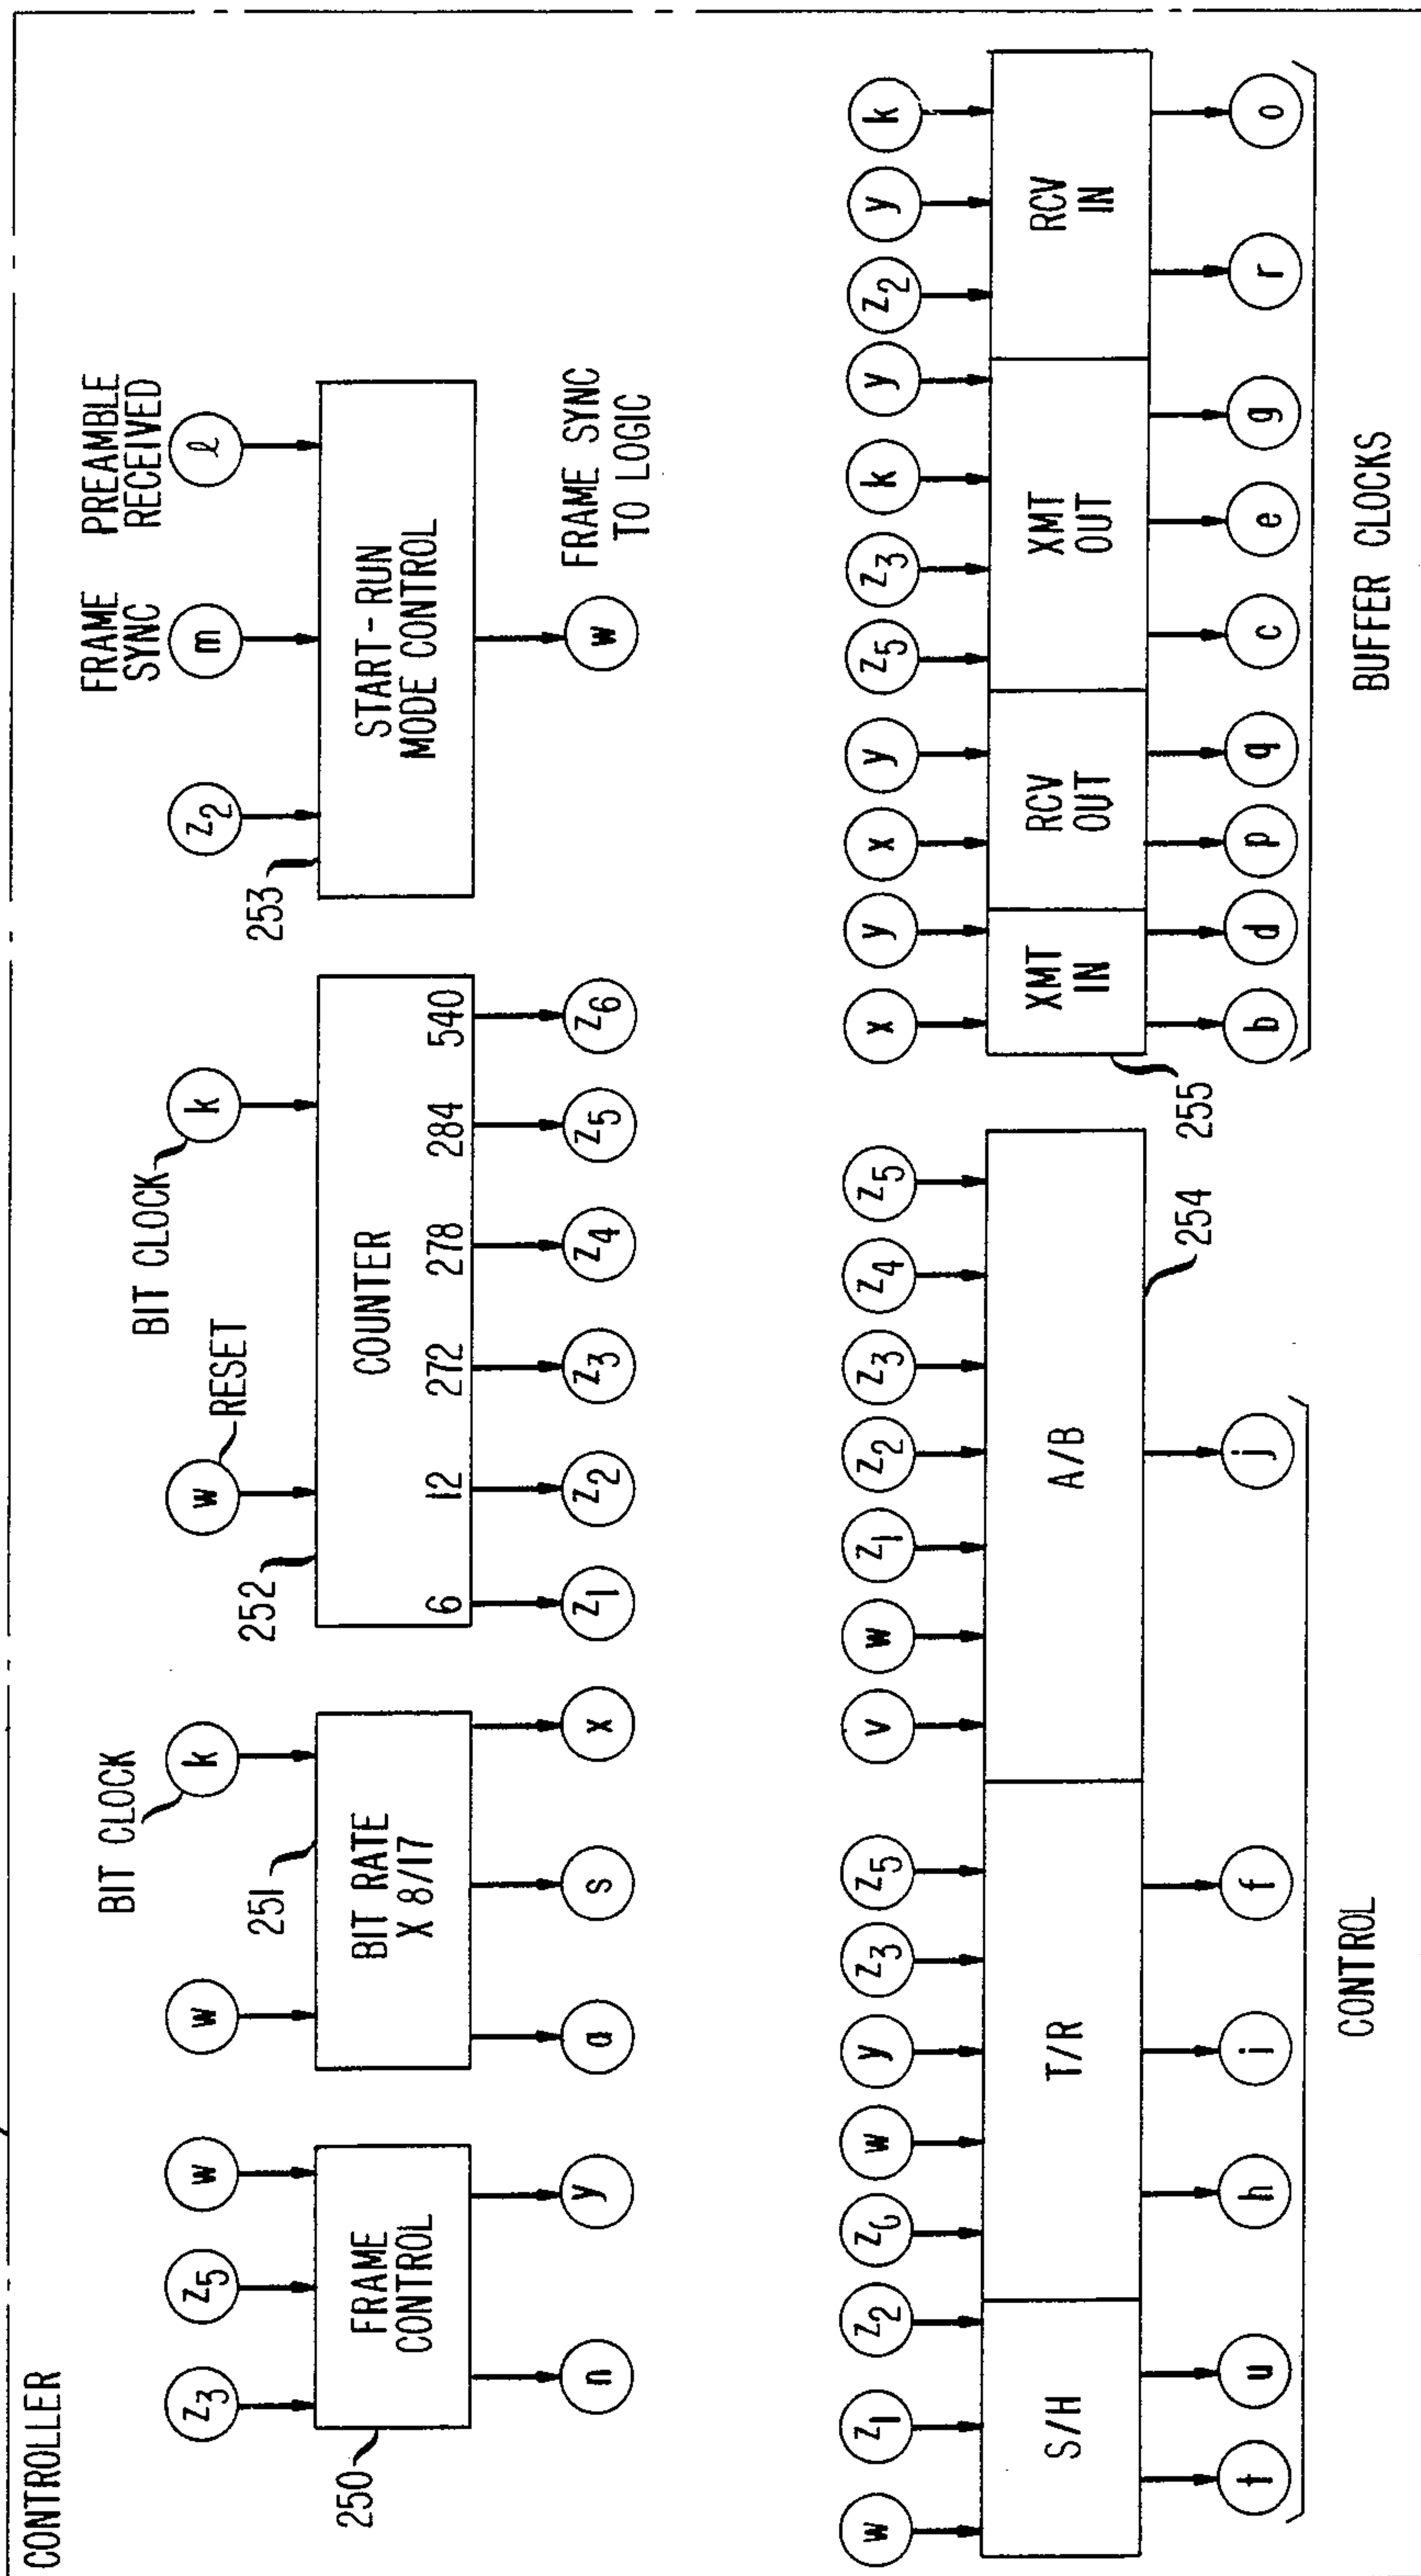 CONTROLLER
z3 z5 w
FRAME
CONTROL
250
n y
w k
BIT CLOCK
251
BIT RATE
X 8/17
a s x
w RESET
BIT CLOCK k
252
COUNTER
6 12 272 278 284 540
z1 z2 z3 z4 z5 z6
FRAME
SYNC
PREAMBLE
RECEIVED
z2 m l
253
START-RUN
MODE CONTROL
w
FRAME SYNC
TO LOGIC
w z1 z2 z6 w y z3 z5 v w z1 z2 z3 z4 z5
S/H T/R A/B
254
t u h i f j
CONTROL
x y x y z5 z3 k y z2 y k
XMT
IN
RCV
OUT
XMT
OUT
RCV
IN
255
b d p q c e g r o
BUFFER CLOCKS